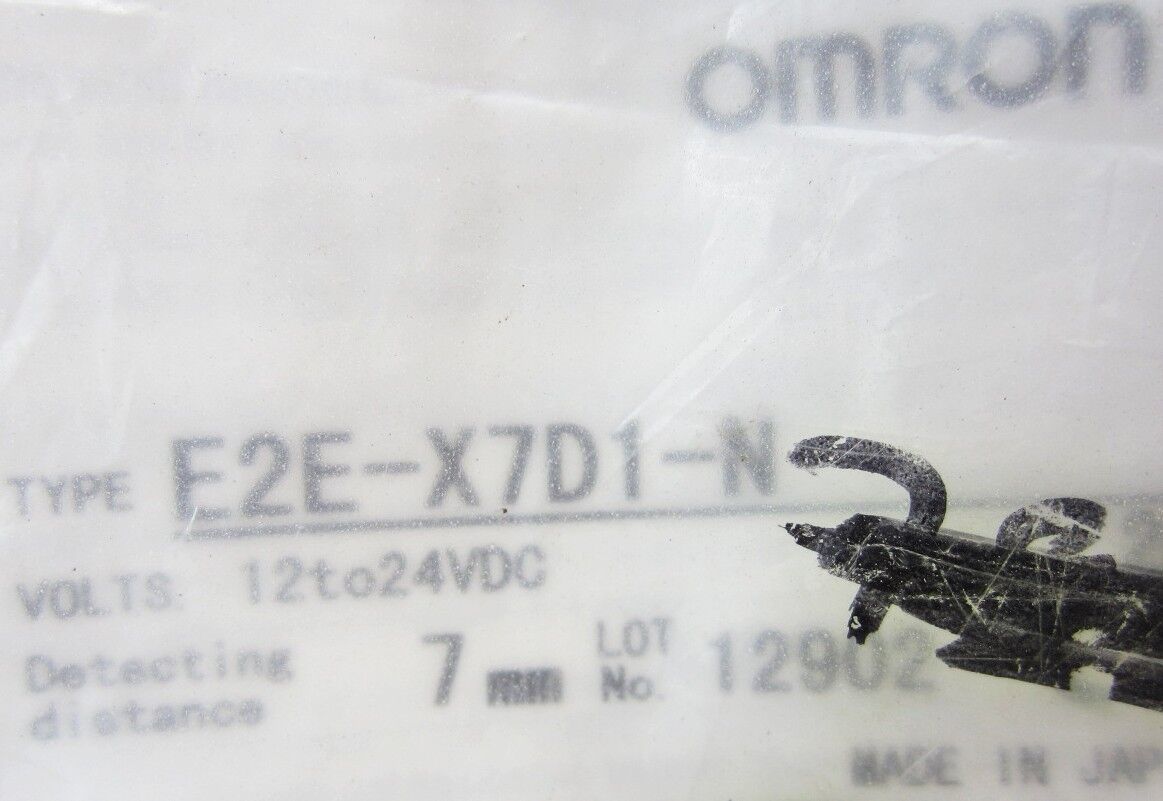 OMRON
TYPE E2E-X7D1-N
VOLTS. 12to24VDC
Detecting distance 7 mm LOT No. 12902
MADE IN JAP